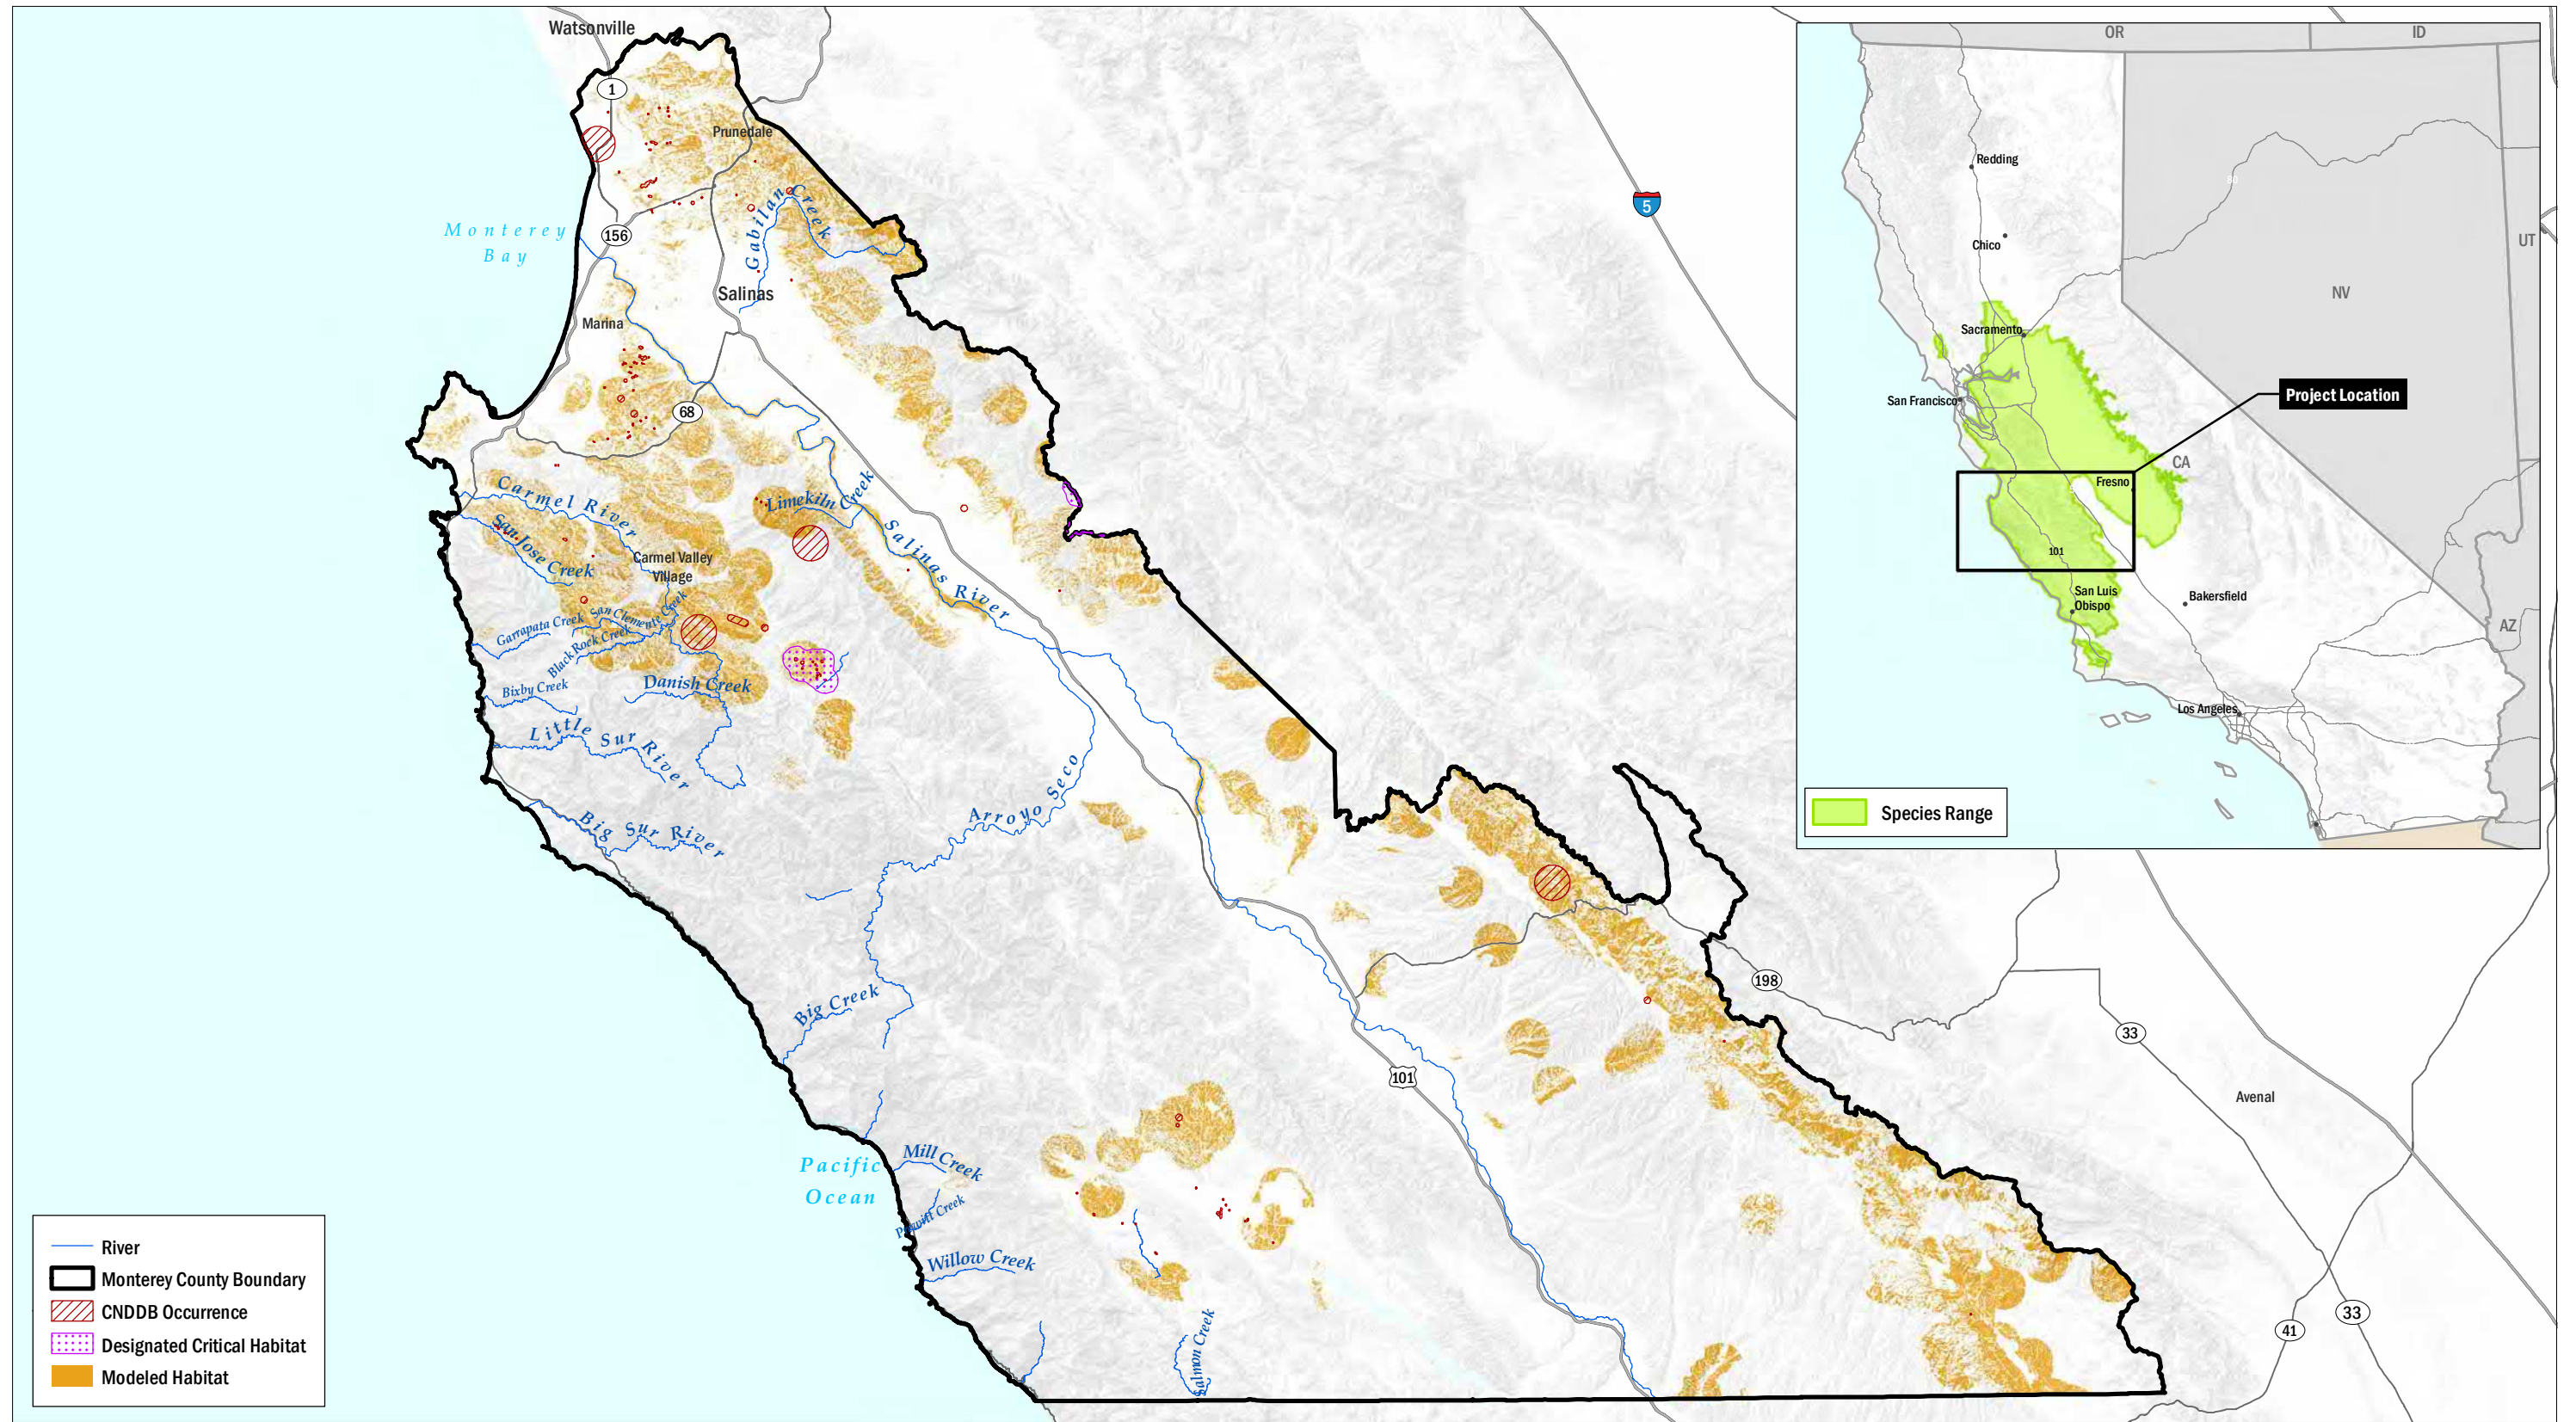 Watsonville
1
Prunedale
Gabilan Creek
Monterey
Bay
156
Salinas
Marina
68
5
Carmel River
San Jose Creek
Limekiln Creek
Salinas River
Carmel Valley
Village
Garrapata Creek
San Clemente Creek
Black Rock Creek
Bixby Creek
Danish Creek
Little Sur River
Big Sur River
Arroyo Seco
Big Creek
198
33
101
Avenal
Pacific
Ocean
Mill Creek
Willow Creek
Salmon Creek
41
33
River
Monterey County Boundary
CNDDB Occurrence
Designated Critical Habitat
Modeled Habitat
OR
ID
Redding
80
Chico
UT
NV
Sacramento
San Francisco
Project Location
CA
Fresno
101
San Luis
Obispo
Bakersfield
AZ
Los Angeles
Species Range